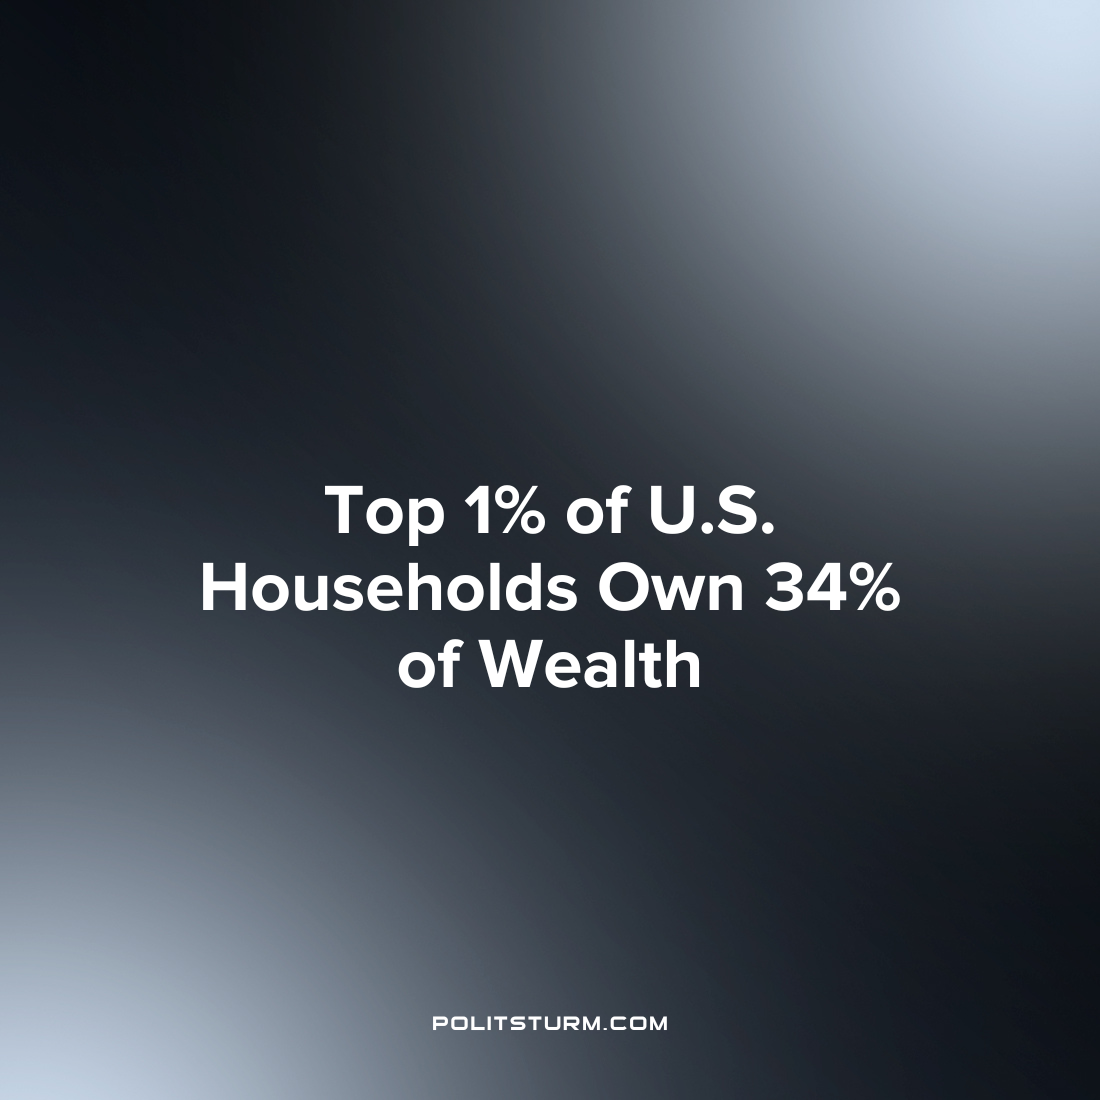 Top 1% of U.S.
Households Own 34%
of Wealth
POLITSTURM.COM